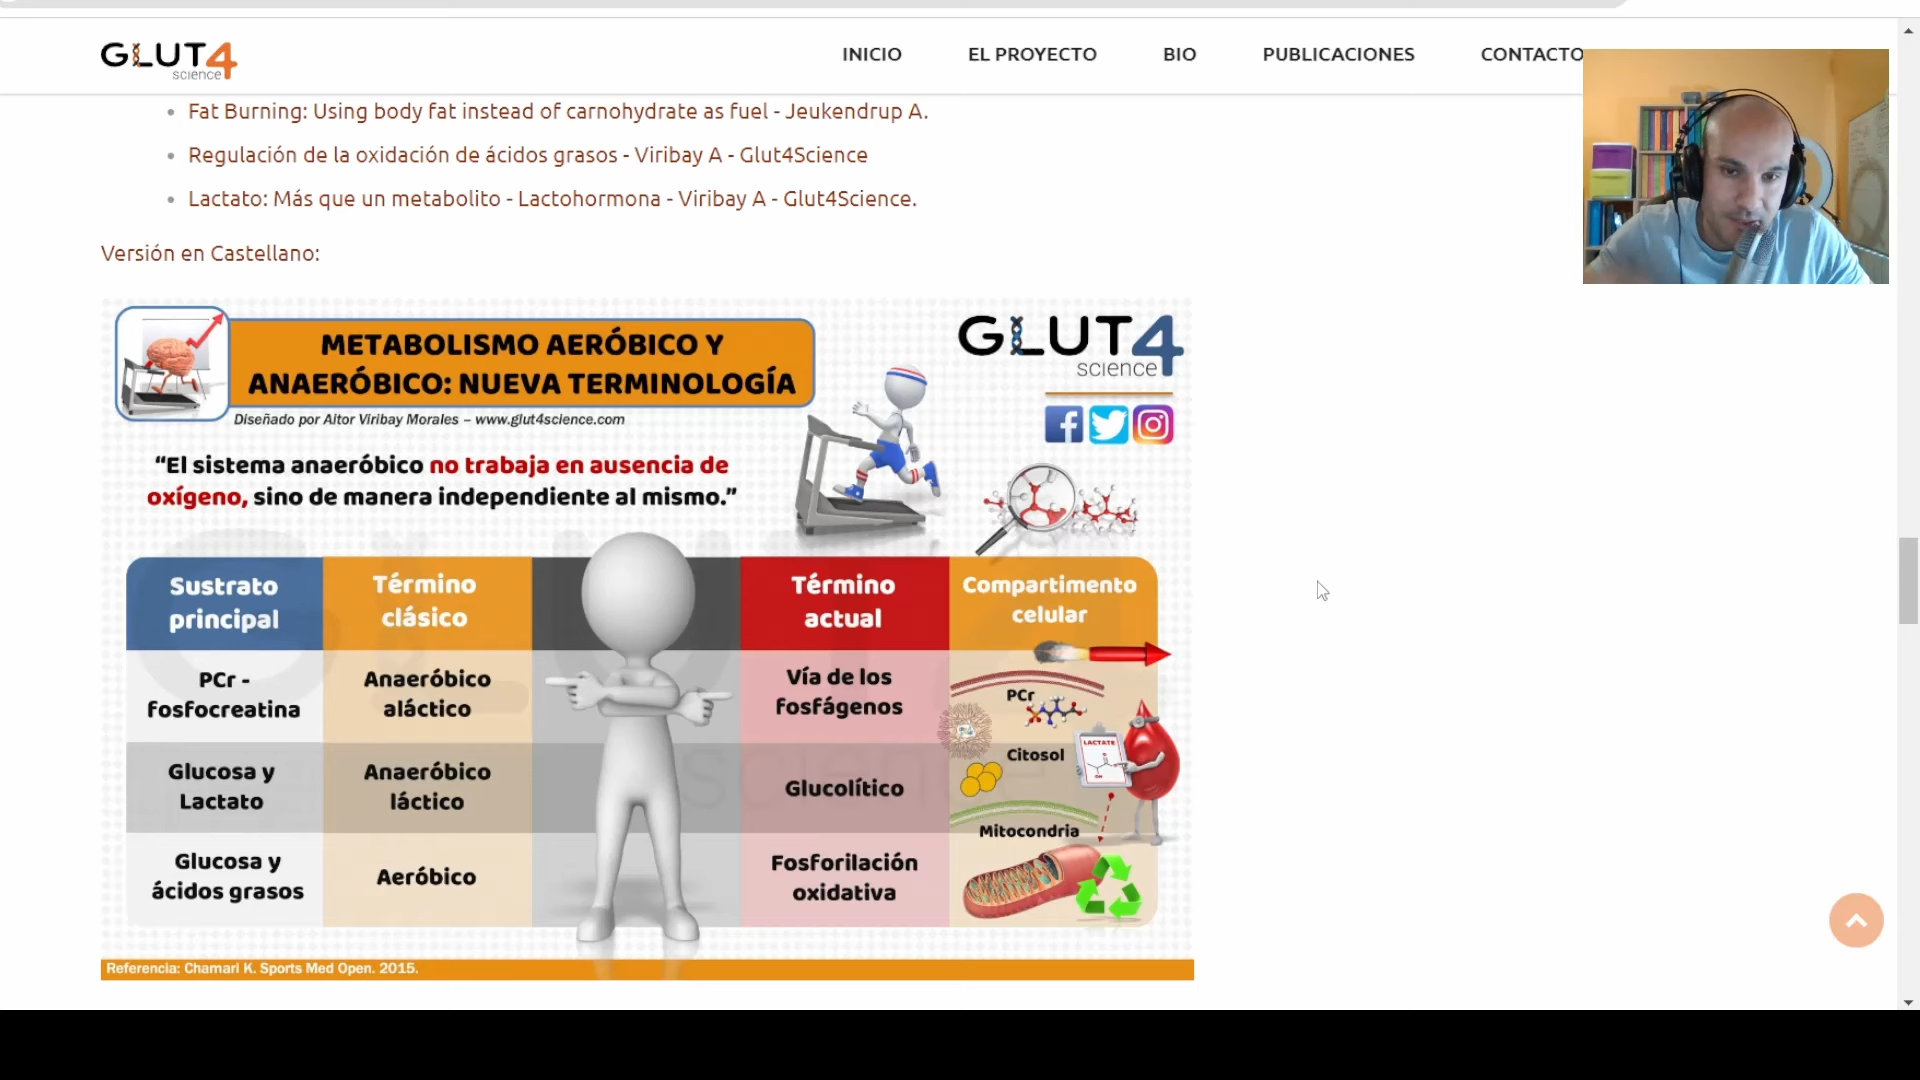 GLUT4
science
INICIO
EL PROYECTO
BIO
PUBLICACIONES
CONTACTO
Fat Burning: Using body fat instead of carnohydrate as fuel - Jeukendrup A.
Regulación de la oxidación de ácidos grasos - Viribay A - Glut4Science
Lactato: Más que un metabolito - Lactohormona - Viribay A - Glut4Science.
Versión en Castellano:
METABOLISMO AERÓBICO Y
ANAERÓBICO: NUEVA TERMINOLOGÍA
Diseñado por Aitor Viribay Morales – www.glut4science.com
GLUT4
science
“El sistema anaeróbico no trabaja en ausencia de
oxígeno, sino de manera independiente al mismo.”
Sustrato
principal
Término
clásico
Término
actual
Compartimento
celular
PCr -
fosfocreatina
Anaeróbico
aláctico
Vía de los
fosfágenos
PCr
Glucosa y
Lactato
Anaeróbico
láctico
Glucolítico
Citosol
LACTATE
Glucosa y
ácidos grasos
Aeróbico
Fosforilación
oxidativa
Mitocondria
Referencia: Chamari K. Sports Med Open. 2015.